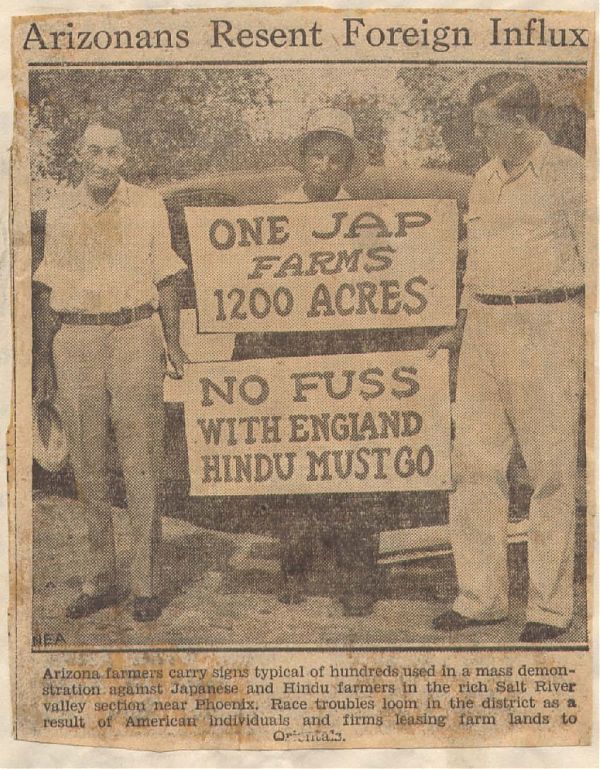 Arizonans Resent Foreign Influx
ONE JAP
FARMS
1200 ACRES
NO FUSS
WITH ENGLAND
HINDU MUST GO
NEA
Arizona farmers carry signs typical of hundreds used in a mass demon-
stration against Japanese and Hindu farmers in the rich Salt River
valley section near Phoenix. Race troubles loom in the district as a
result of American individuals and firms leasing farm lands to
Orientals.